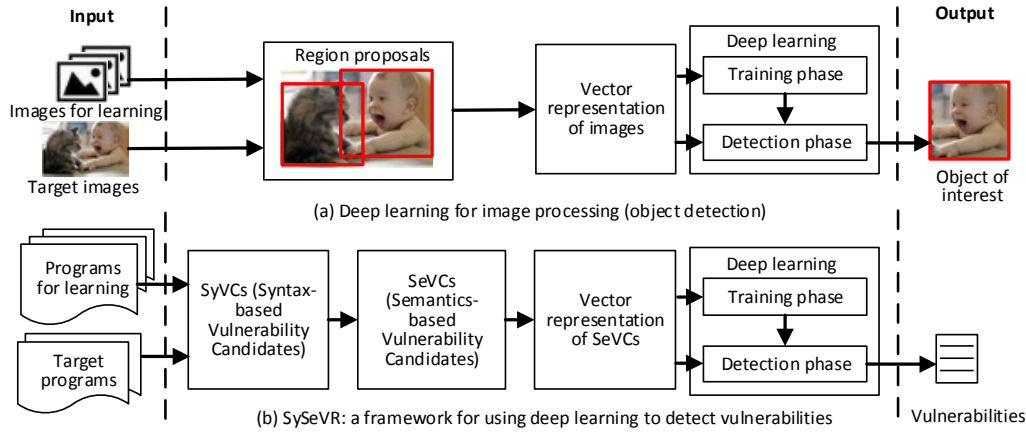 Input
Output
Images for learning
Target images
Region proposals
Vector
representation
of images
Deep learning
Training phase
Detection phase
Object of
interest
(a) Deep learning for image processing (object detection)
Programs
for learning
Target
programs
SyVCs (Syntax-
based
Vulnerability
Candidates)
SeVCs
(Semantics-
based
Vulnerability
Candidates)
Vector
representation
of SeVCs
Deep learning
Training phase
Detection phase
Vulnerabilities
(b) SySeVR: a framework for using deep learning to detect vulnerabilities